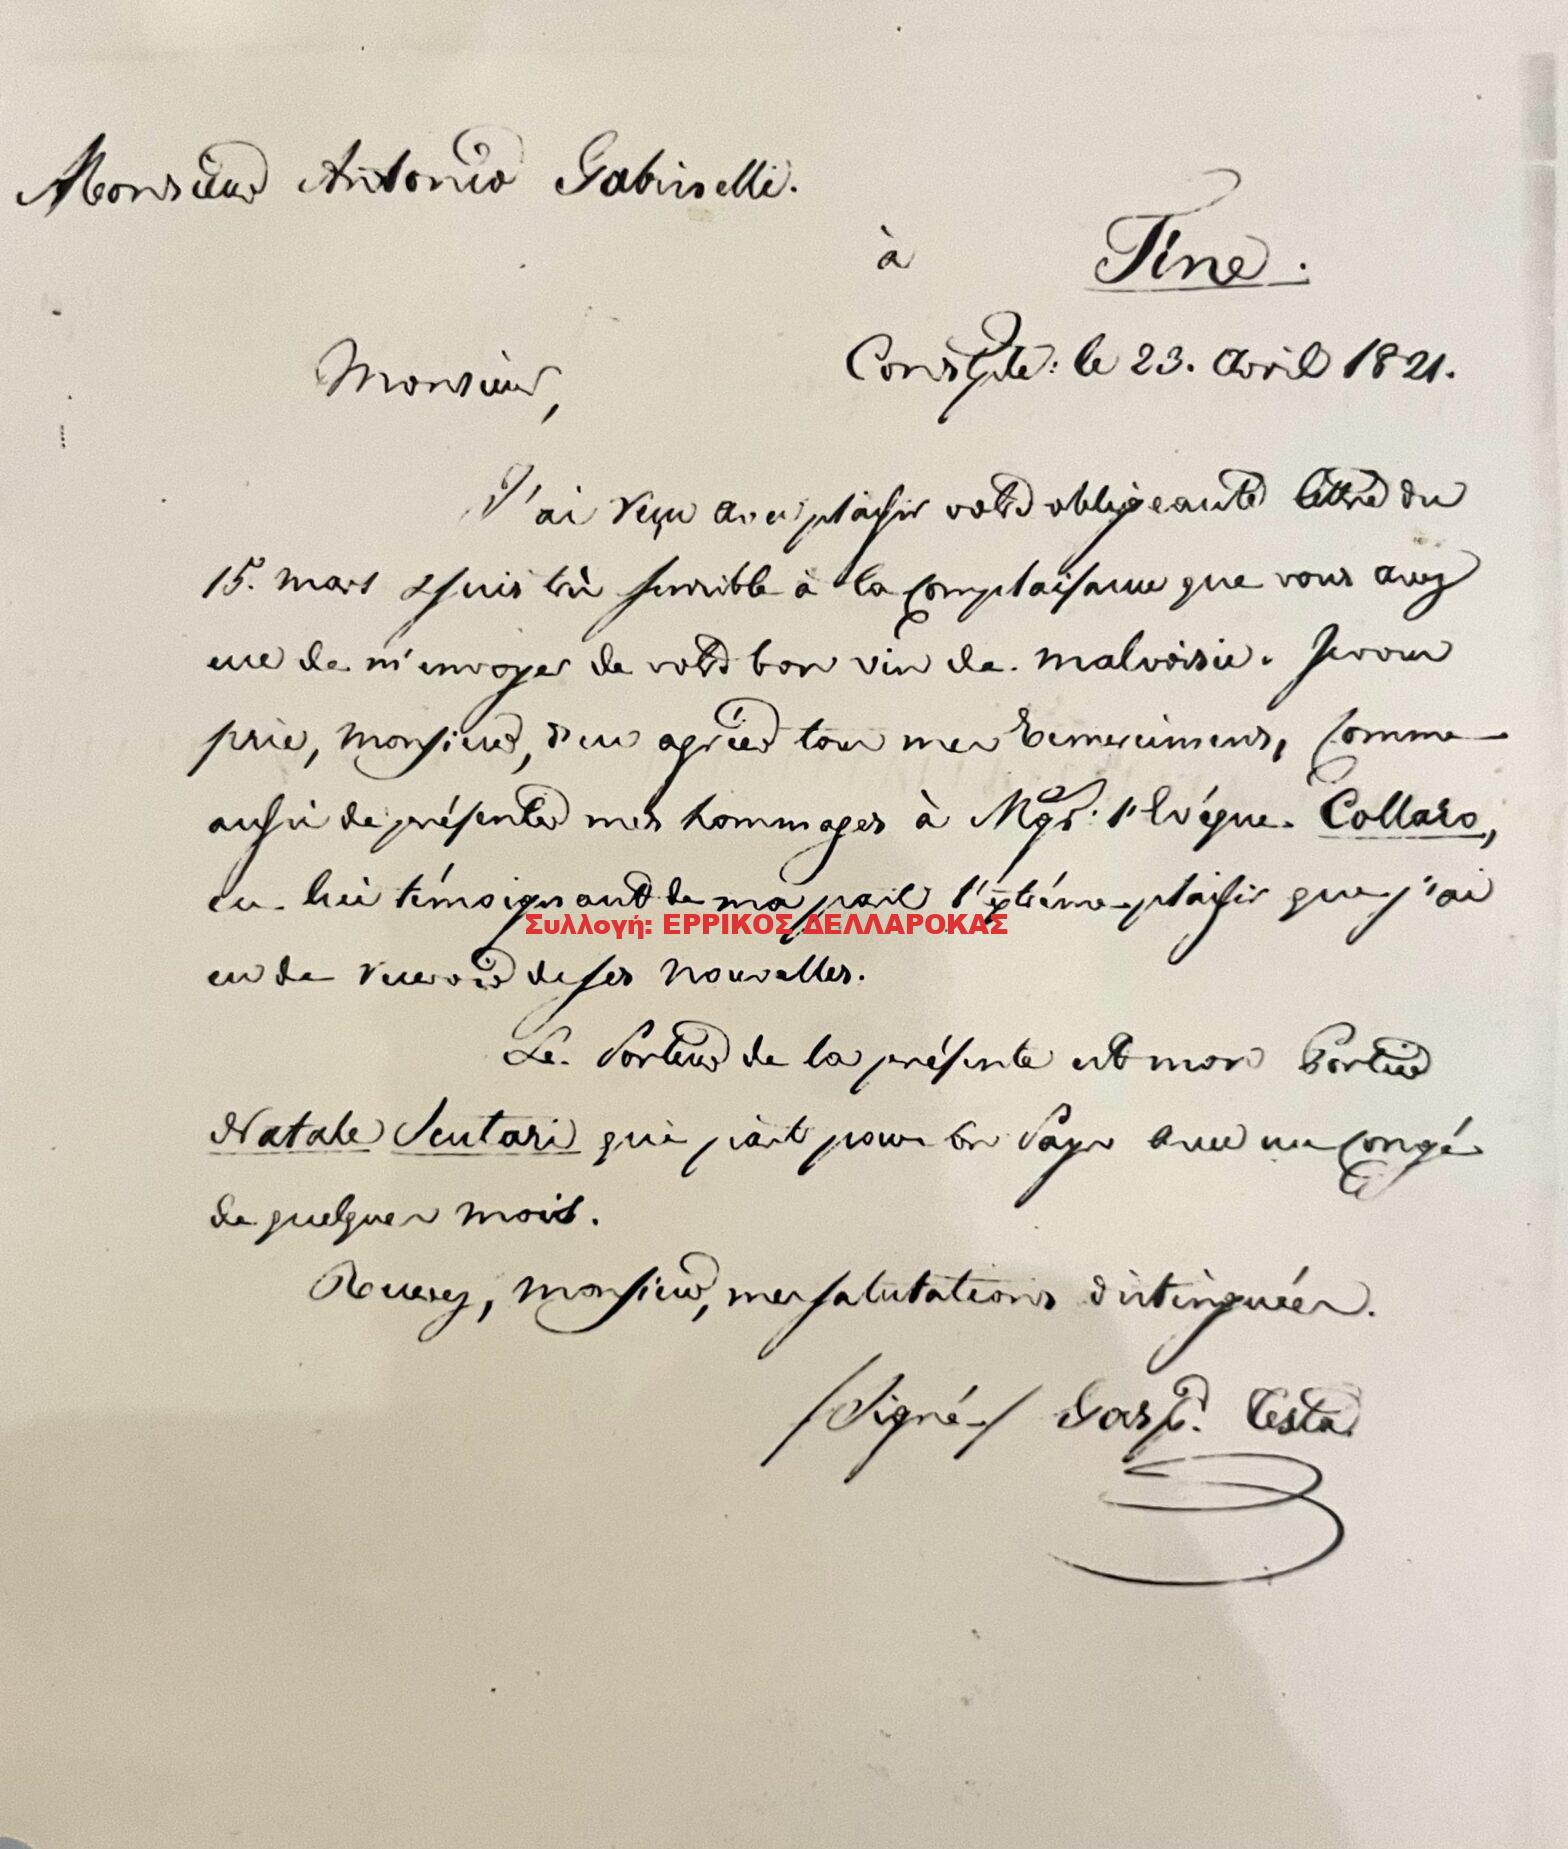 Monsieur Antonio Gabinelli.
à Tine.
Constple: le 23. avril 1821.
Monsieur,
J'ai reçu avec plaisir votre obligeante lettre du
15. mars & suis très sensible à la complaisance que vous avez
eue de m'envoyer de votre bon vin de malvoisie. Je vous
prie, Monsieur, d'en agréer tous mes remerciments, comme
aussi de présenter mes hommages à Mgr. l'Evéque Collaro,
en lui témoignant de ma part l'extréme plaisir que j'ai
eu de recevoir de ses nouvelles.
Le Porteur de la présente est mon Portier
Natale Scutari qui part pour son Pays avec un congé
de quelques mois.
Recevez, Monsieur, mes salutations distinguées.
/Signé/ Gasp. Testa
Συλλογή: ΕΡΡΙΚΟΣ ΔΕΛΛΑΡΟΚΑΣ